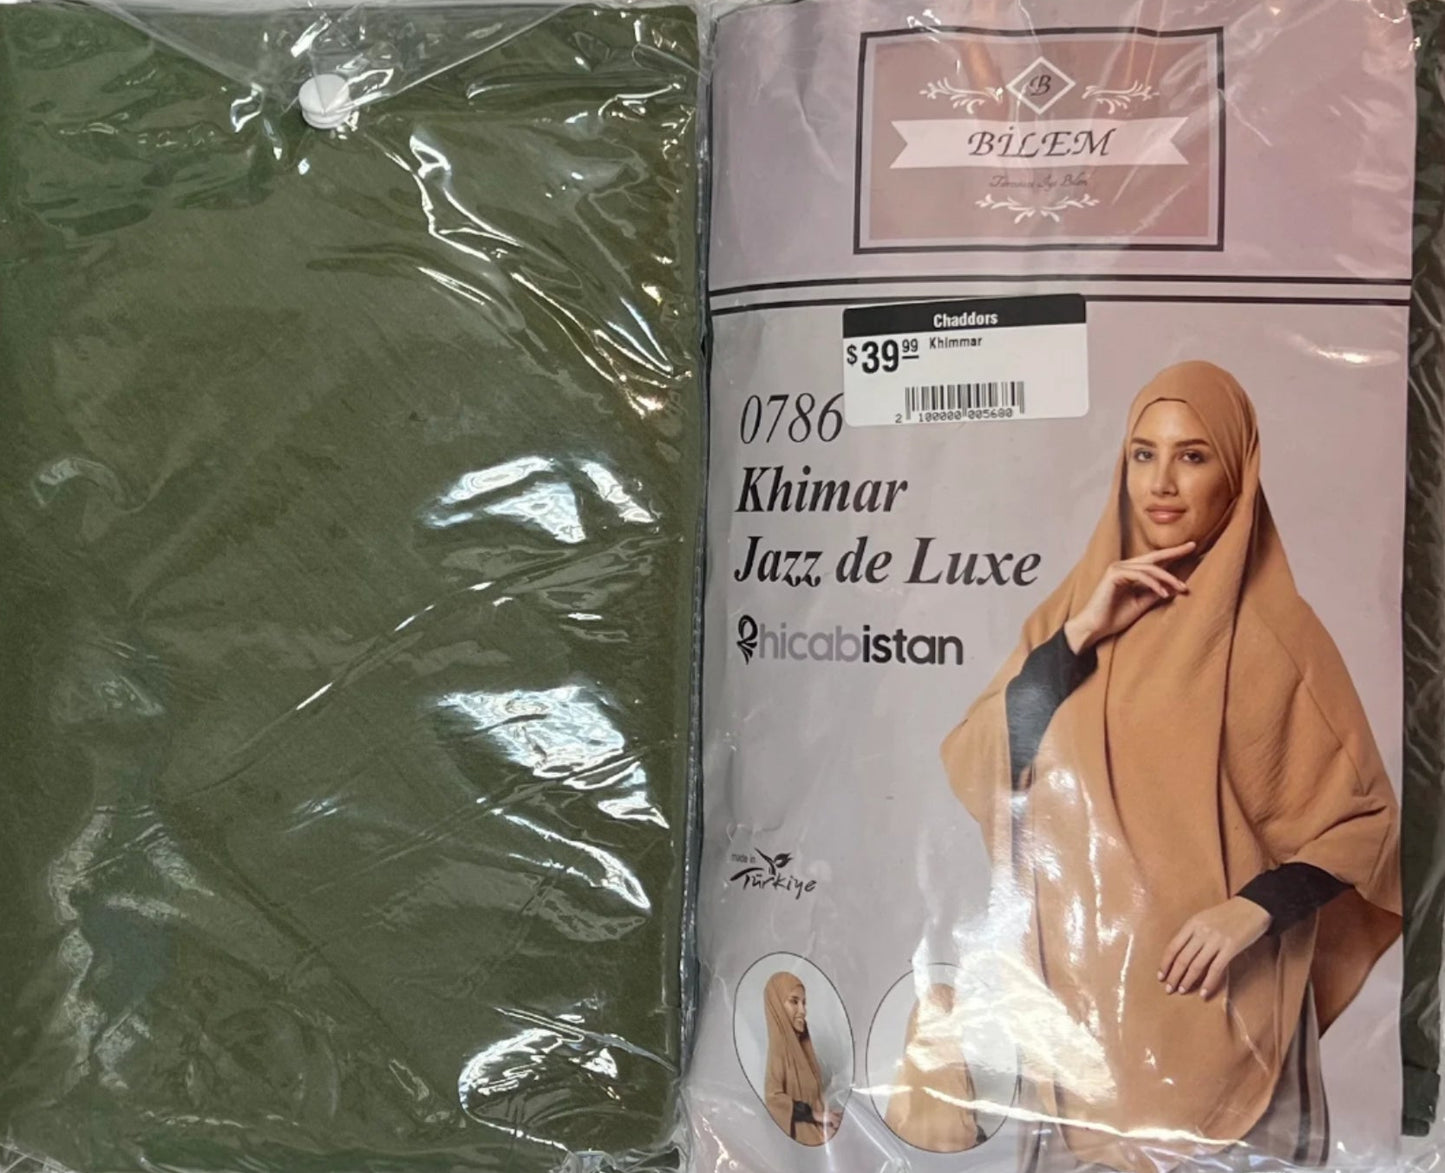 B
BİLEM
Chaddors
$39.99 Khimmar
2 100000 005680
0786
Khimar
Jazz de Luxe
hicabistan
made in
Türkiye